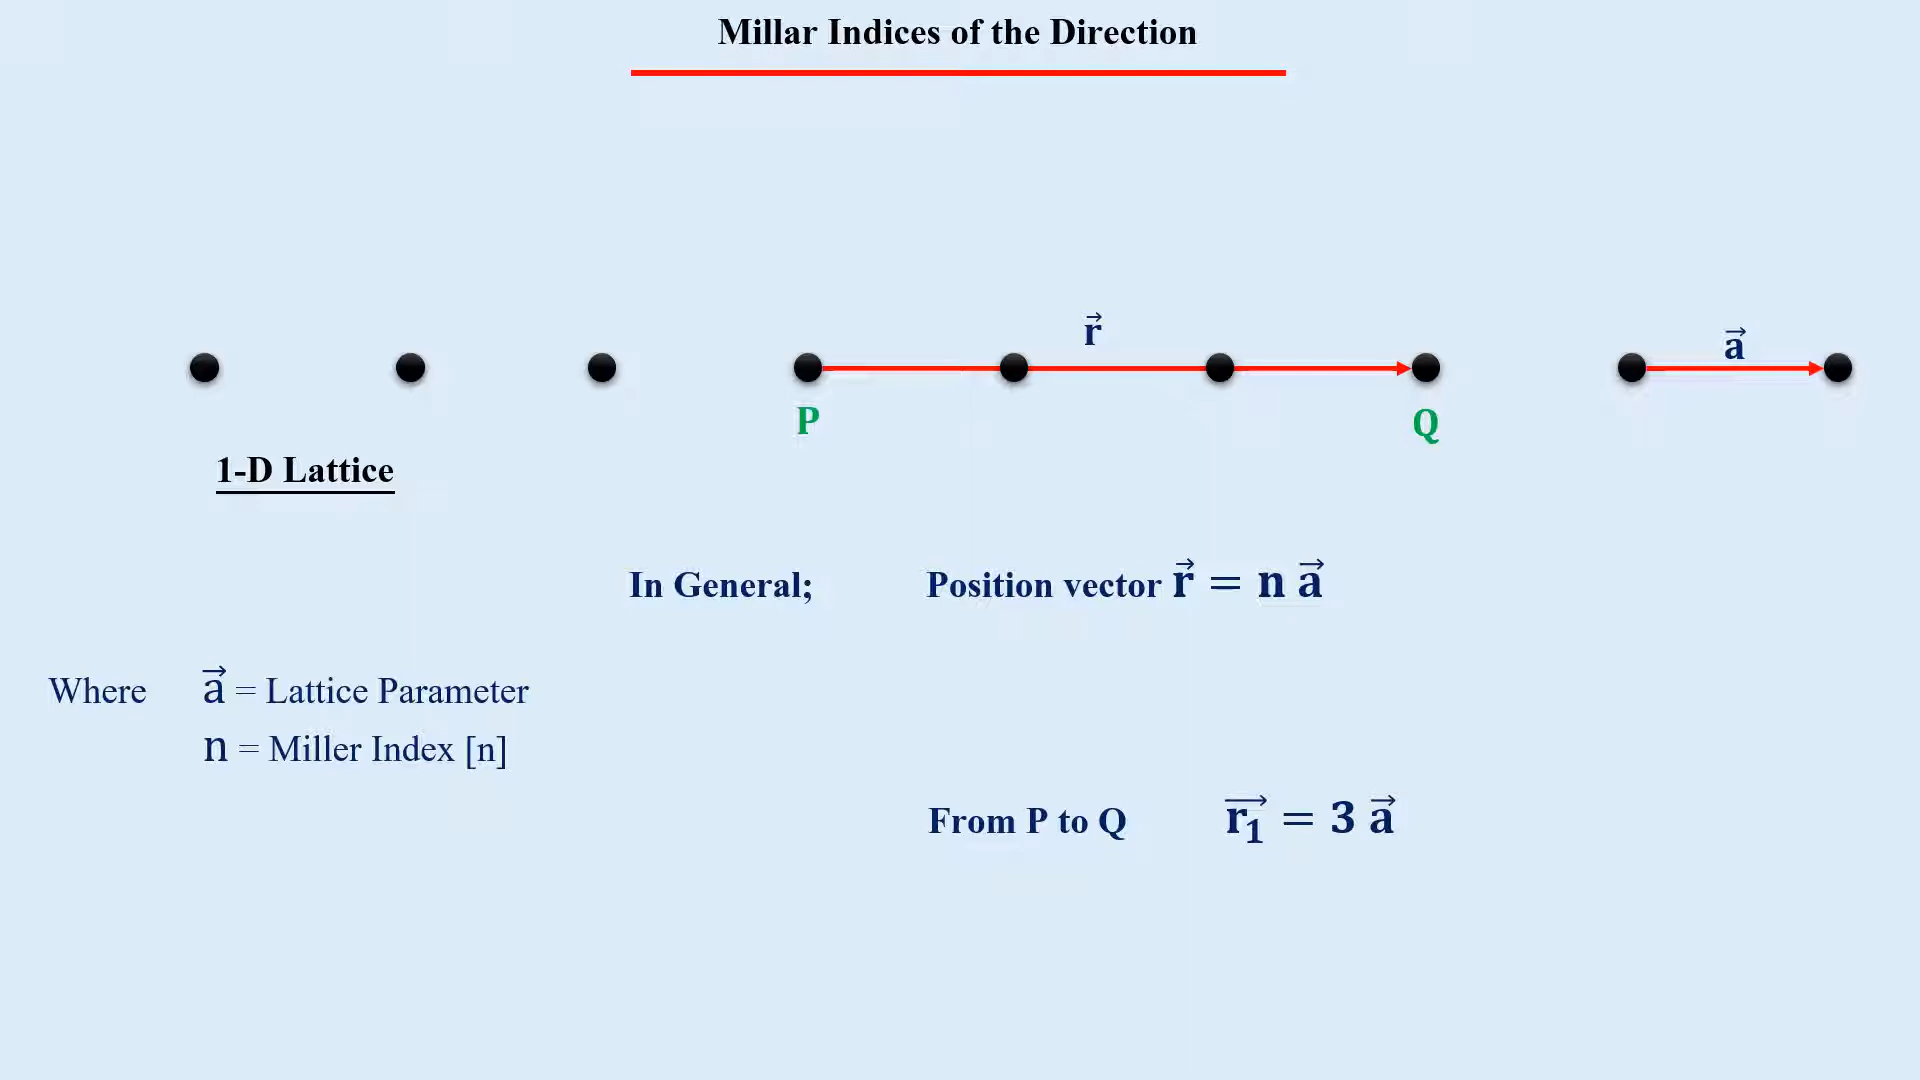 Millar Indices of the Direction
r⃗
a⃗
P
Q
1-D Lattice
In General; Position vector r⃗ = n a⃗
Where a⃗ = Lattice Parameter
n = Miller Index [n]
From P to Q r₁⃗ = 3 a⃗